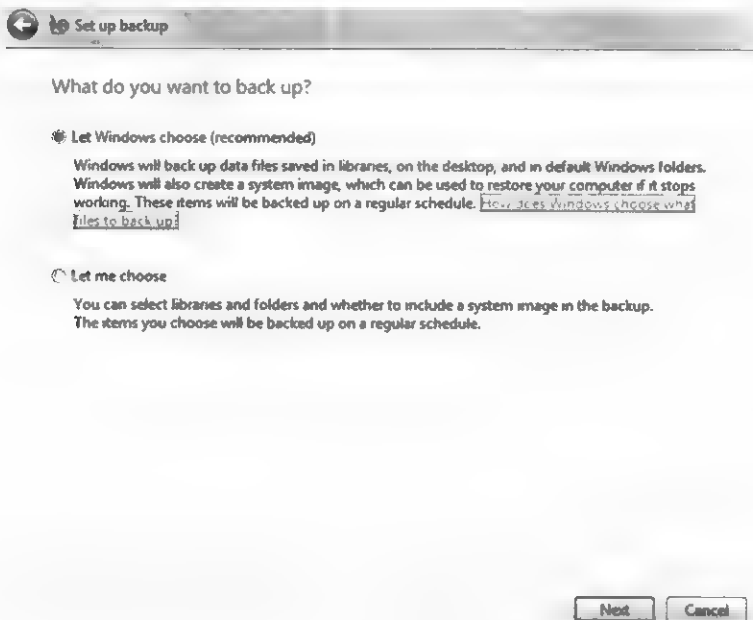 Set up backup
What do you want to back up?
Let Windows choose (recommended)
Windows will back up data files saved in libraries, on the desktop, and in default Windows folders.
Windows will also create a system image, which can be used to restore your computer if it stops
working. These items will be backed up on a regular schedule. How does Windows choose what
files to back up?
Let me choose
You can select libraries and folders and whether to include a system image in the backup.
The items you choose will be backed up on a regular schedule.
Next Cancel